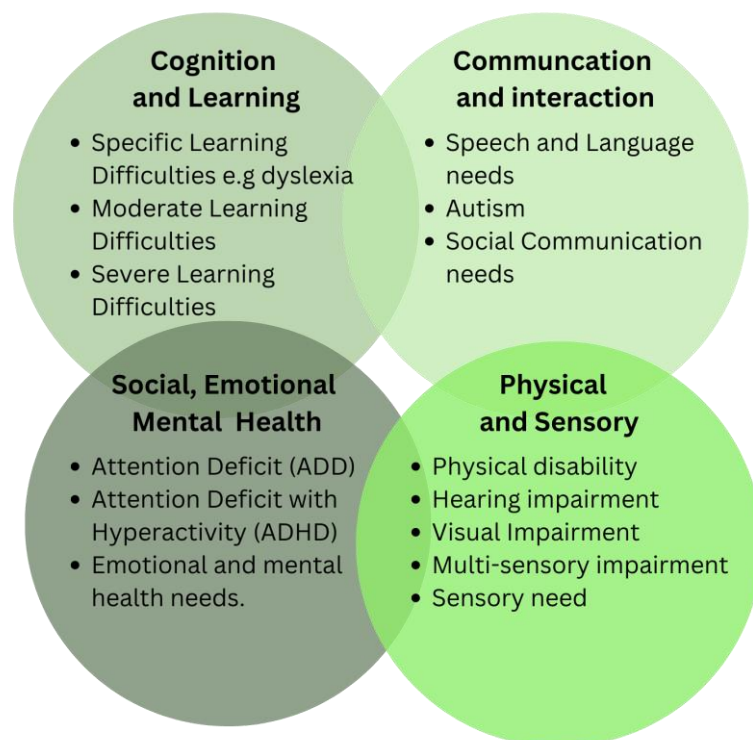 Cognition
and Learning
• Specific Learning
Difficulties e.g dyslexia
• Moderate Learning
Difficulties
• Severe Learning
Difficulties
Communcation
and interaction
• Speech and Language
needs
• Autism
• Social Communication
needs
Social, Emotional
Mental Health
• Attention Deficit (ADD)
• Attention Deficit with
Hyperactivity (ADHD)
• Emotional and mental
health needs.
Physical
and Sensory
• Physical disability
• Hearing impairment
• Visual Impairment
• Multi-sensory impairment
• Sensory need